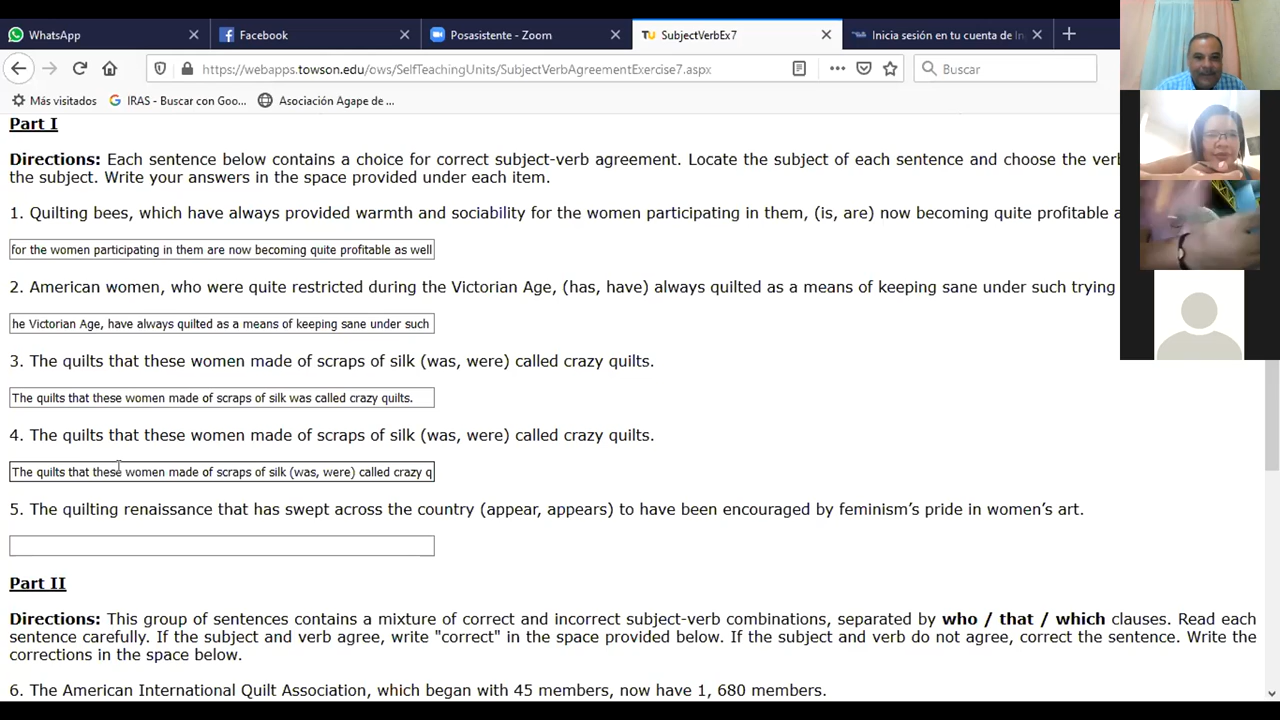 WhatsApp
Facebook
Posasistente - Zoom
TU SubjectVerbEx7
Inicia sesión en tu cuenta de In
https://webapps.towson.edu/ows/SelfTeachingUnits/SubjectVerbAgreementExercise7.aspx
Buscar
Más visitados
IRAS - Buscar con Goo...
Asociación Agape de ...
Part I
Directions: Each sentence below contains a choice for correct subject-verb agreement. Locate the subject of each sentence and choose the verb
the subject. Write your answers in the space provided under each item.
1. Quilting bees, which have always provided warmth and sociability for the women participating in them, (is, are) now becoming quite profitable a
for the women participating in them are now becoming quite profitable as well
2. American women, who were quite restricted during the Victorian Age, (has, have) always quilted as a means of keeping sane under such trying
he Victorian Age, have always quilted as a means of keeping sane under such
3. The quilts that these women made of scraps of silk (was, were) called crazy quilts.
The quilts that these women made of scraps of silk was called crazy quilts.
4. The quilts that these women made of scraps of silk (was, were) called crazy quilts.
The quilts that these women made of scraps of silk (was, were) called crazy q
5. The quilting renaissance that has swept across the country (appear, appears) to have been encouraged by feminism's pride in women's art.
Part II
Directions: This group of sentences contains a mixture of correct and incorrect subject-verb combinations, separated by who / that / which clauses. Read each
sentence carefully. If the subject and verb agree, write "correct" in the space provided below. If the subject and verb do not agree, correct the sentence. Write the
corrections in the space below.
6. The American International Quilt Association, which began with 45 members, now have 1, 680 members.